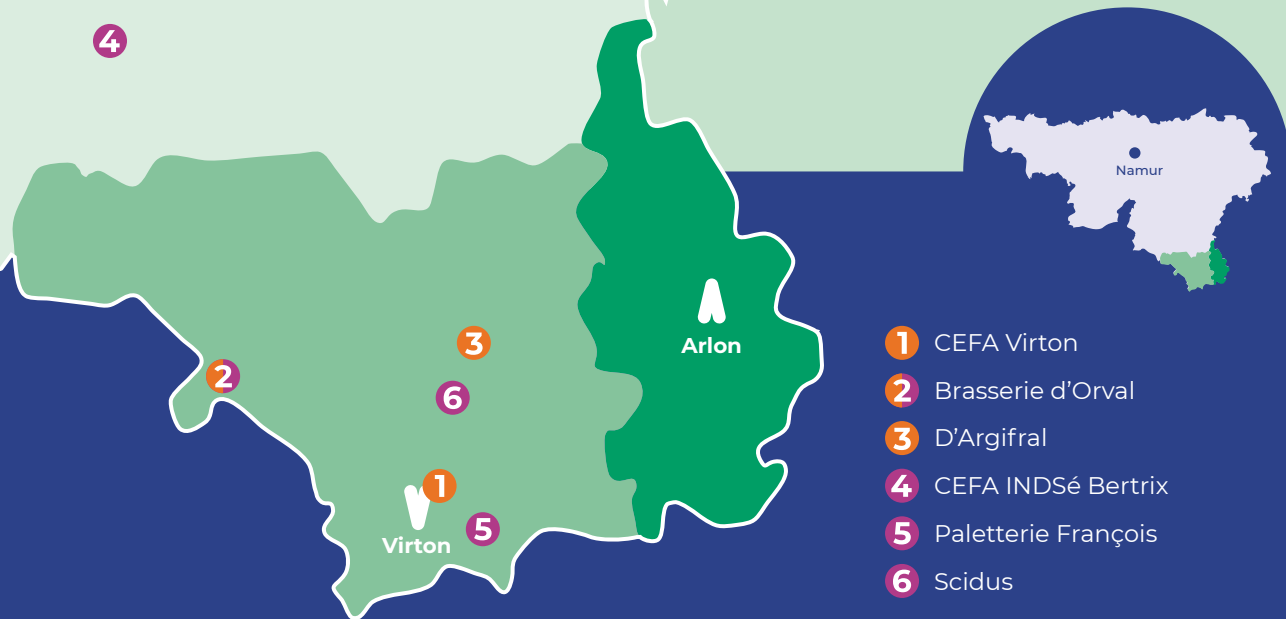 4
Namur
3
Arlon
2
6
1
5
Virton
1 CEFA Virton
2 Brasserie d’Orval
3 D’Argifral
4 CEFA INDSé Bertrix
5 Paletterie François
6 Scidus